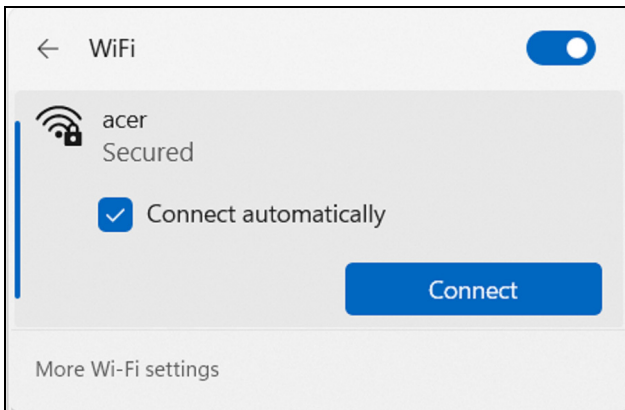 WiFi
acer
Secured
Connect automatically
Connect
More Wi-Fi settings